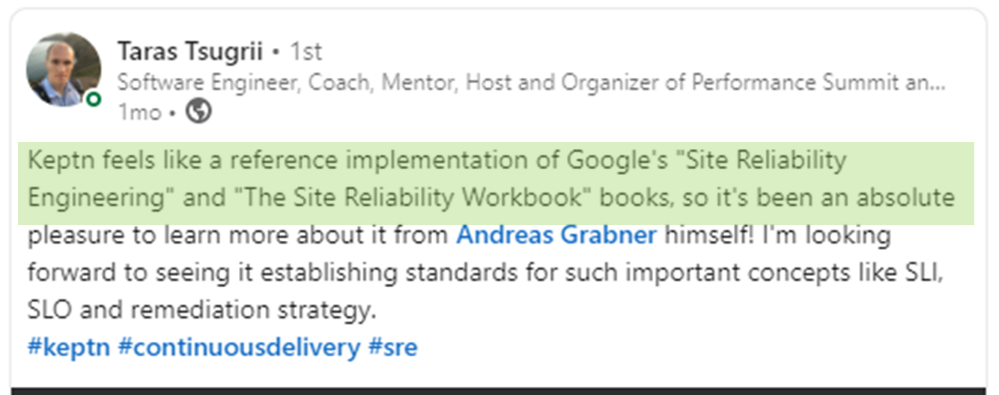 Taras Tsugrii • 1st
Software Engineer, Coach, Mentor, Host and Organizer of Performance Summit an...
1mo •
Keptn feels like a reference implementation of Google's "Site Reliability
Engineering" and "The Site Reliability Workbook" books, so it's been an absolute
pleasure to learn more about it from Andreas Grabner himself! I'm looking
forward to seeing it establishing standards for such important concepts like SLI,
SLO and remediation strategy.
#keptn #continuousdelivery #sre